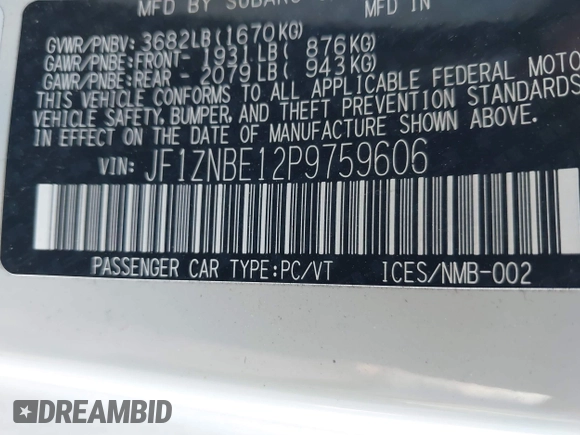 MFD BY SUBARU
MFD IN
GVWR/PNBV: 3682LB(1670KG)
GAWR/PNBE:FRONT- 1931LB( 876KG)
GAWR/PNBE:REAR - 2079LB( 943KG)
THIS VEHICLE CONFORMS TO ALL APPLICABLE FEDERAL MOTO
VEHICLE SAFETY, BUMPER, AND THEFT PREVENTION STANDARDS
IN EFFECT ON THE DATE OF MANUFACTURE SHOWN ABOVE.
VIN: JF1ZNBE12P9759606
PASSENGER CAR TYPE:PC/VT ICES/NMB-002
DREAMBID